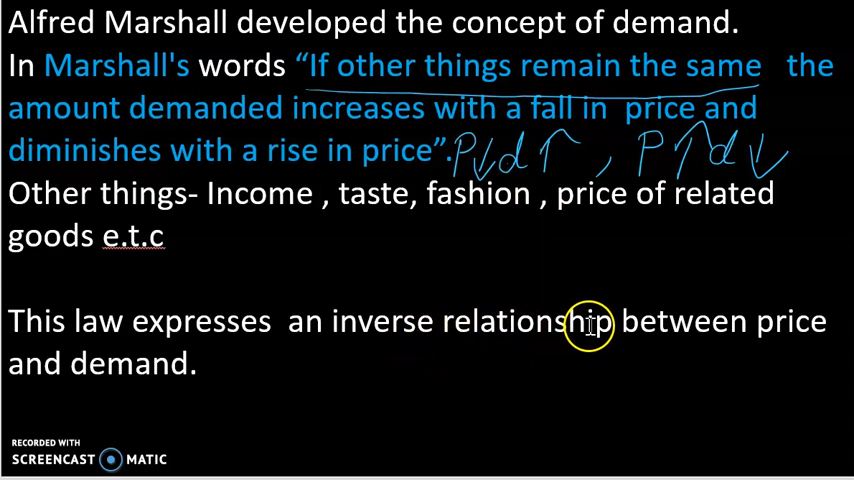 Alfred Marshall developed the concept of demand.
In Marshall's words “If other things remain the same the
amount demanded increases with a fall in price and
diminishes with a rise in price”. P↓d↑ , P↑d↓
Other things- Income , taste, fashion , price of related
goods e.t.c
This law expresses an inverse relationship between price
and demand.
RECORDED WITH
SCREENCAST MATIC